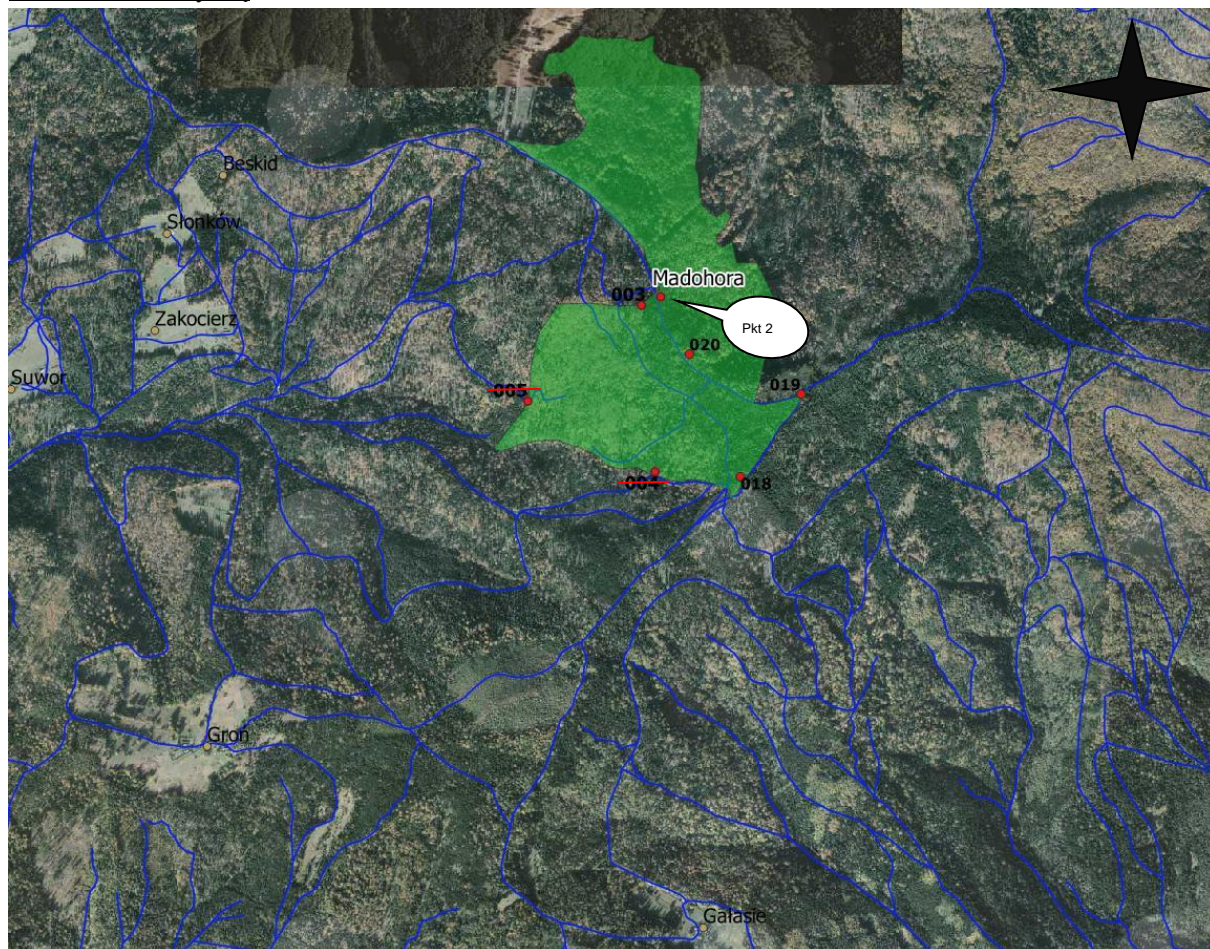 Beskid
Słonków
Madohora
003
Zakocierz
Pkt 2
020
Suwor
005
019
004
018
Groń
Gałasie